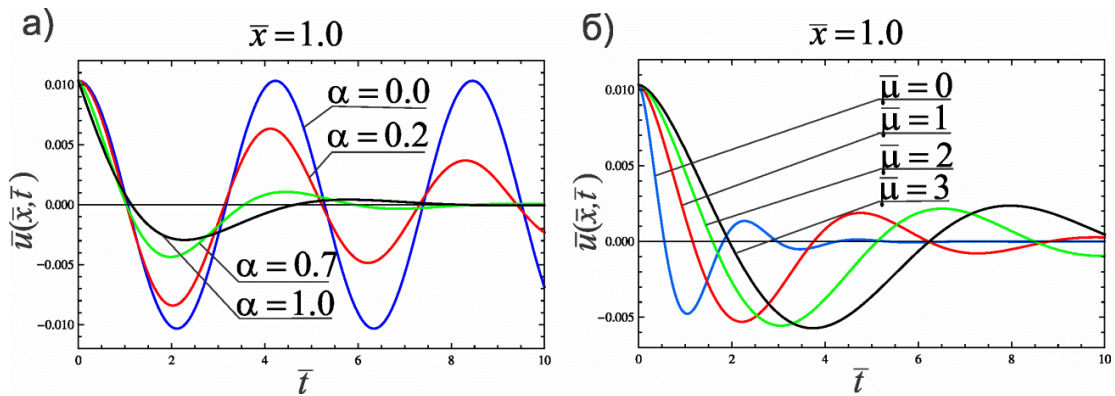 а)
x̅ = 1.0
0.010
0.005
0.000
−0.005
−0.010
u̅(x̅, t̅)
α = 0.0
α = 0.2
α = 0.7
α = 1.0
0 2 4 6 8 10
t̅
б)
x̅ = 1.0
0.010
0.005
0.000
−0.005
u̅(x̅, t̅)
μ̅ = 0
μ̅ = 1
μ̅ = 2
μ̅ = 3
0 2 4 6 8 10
t̅